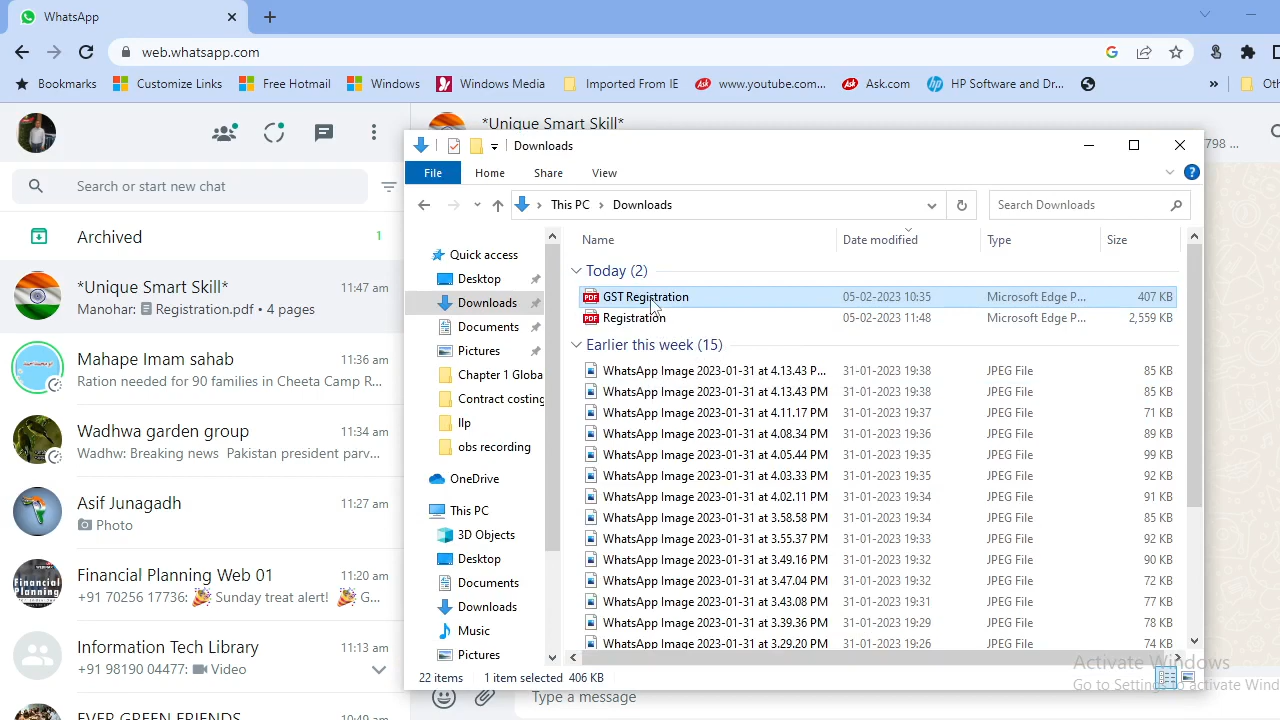 WhatsApp
web.whatsapp.com
Bookmarks Customize Links Free Hotmail Windows Windows Media Imported From IE www.youtube.com... Ask.com HP Software and Dr... » Oth
Search or start new chat
Archived 1
*Unique Smart Skill* 11:47 am
Manohar: Registration.pdf • 4 pages
Mahape Imam sahab 11:36 am
Ration needed for 90 families in Cheeta Camp R...
Wadhwa garden group 11:34 am
Wadhw: Breaking news Pakistan president parv...
Asif Junagadh 11:27 am
Photo
Financial Planning Web 01 11:20 am
+91 70256 17736: Sunday treat alert! G...
Information Tech Library 11:13 am
Video
EVER GREEN FRIENDS 10:49 am
*Unique Smart Skill*
798 ...
Downloads
File Home Share View
This PC > Downloads
Search Downloads
Quick access
Desktop
Downloads
Documents
Pictures
Chapter 1 Globa
Contract costing
llp
obs recording
OneDrive
This PC
3D Objects
Desktop
Documents
Downloads
Music
Pictures
Name Date modified Type Size
Today (2)
GST Registration 05-02-2023 10:35 Microsoft Edge P... 407 KB
Registration 05-02-2023 11:48 Microsoft Edge P... 2,559 KB
Earlier this week (15)
WhatsApp Image 2023-01-31 at 4.13.43 P... 31-01-2023 19:38 JPEG File 85 KB
WhatsApp Image 2023-01-31 at 4.13.43 PM 31-01-2023 19:38 JPEG File 85 KB
WhatsApp Image 2023-01-31 at 4.11.17 PM 31-01-2023 19:37 JPEG File 71 KB
WhatsApp Image 2023-01-31 at 4.08.34 PM 31-01-2023 19:36 JPEG File 89 KB
WhatsApp Image 2023-01-31 at 4.05.44 PM 31-01-2023 19:35 JPEG File 99 KB
WhatsApp Image 2023-01-31 at 4.03.33 PM 31-01-2023 19:35 JPEG File 92 KB
WhatsApp Image 2023-01-31 at 4.02.11 PM 31-01-2023 19:34 JPEG File 91 KB
WhatsApp Image 2023-01-31 at 3.58.58 PM 31-01-2023 19:34 JPEG File 85 KB
WhatsApp Image 2023-01-31 at 3.55.37 PM 31-01-2023 19:33 JPEG File 92 KB
WhatsApp Image 2023-01-31 at 3.49.16 PM 31-01-2023 19:32 JPEG File 90 KB
WhatsApp Image 2023-01-31 at 3.47.04 PM 31-01-2023 19:32 JPEG File 76 KB
WhatsApp Image 2023-01-31 at 3.43.08 PM 31-01-2023 19:31 JPEG File 77 KB
WhatsApp Image 2023-01-31 at 3.39.36 PM 31-01-2023 19:29 JPEG File 78 KB
WhatsApp Image 2023-01-31 at 3.29.20 PM 31-01-2023 19:26 JPEG File 74 KB
22 items 1 item selected 406 KB
Type a message
Activate Windows
Go to Settings to activate Wind